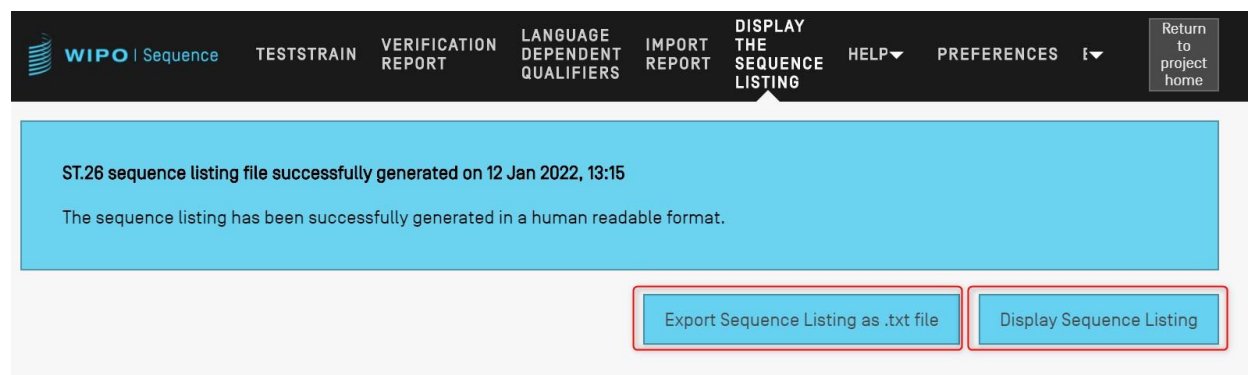 WIPO | Sequence
TESTSTRAIN
VERIFICATION
REPORT
LANGUAGE
DEPENDENT
QUALIFIERS
IMPORT
REPORT
DISPLAY
THE
SEQUENCE
LISTING
HELP
PREFERENCES
Return
to
project
home
ST.26 sequence listing file successfully generated on 12 Jan 2022, 13:15
The sequence listing has been successfully generated in a human readable format.
Export Sequence Listing as .txt file
Display Sequence Listing